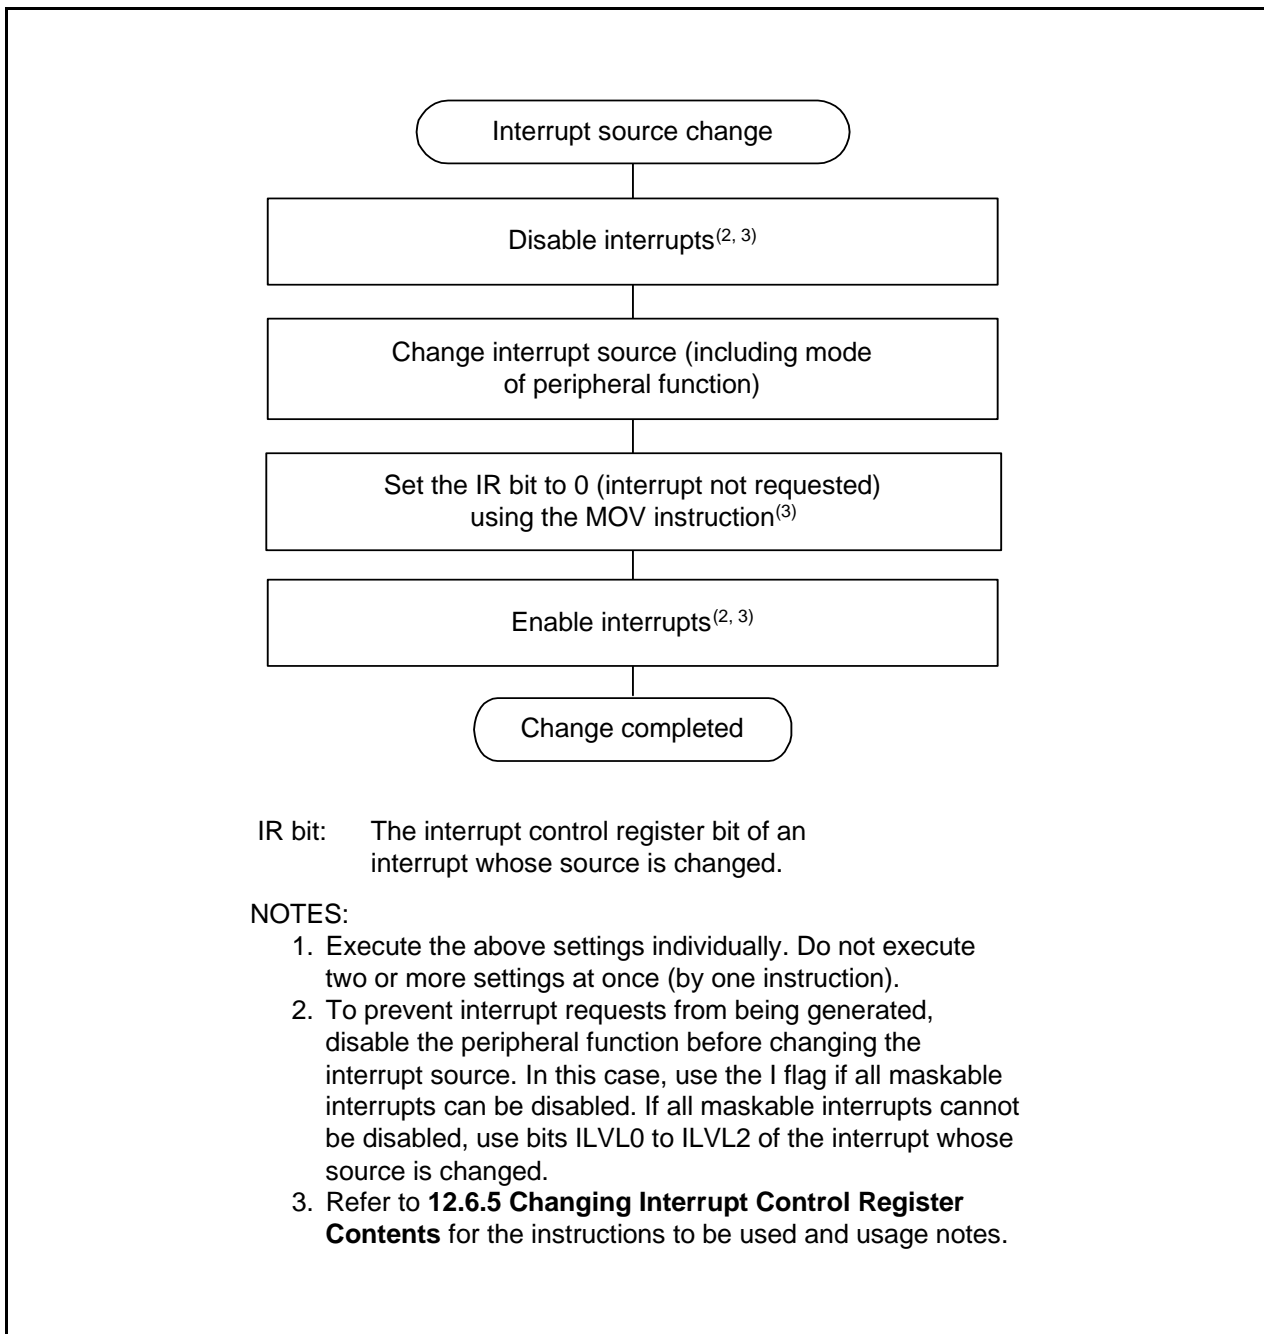 Interrupt source change
Disable interrupts(2, 3)
Change interrupt source (including mode
of peripheral function)
Set the IR bit to 0 (interrupt not requested)
using the MOV instruction(3)
Enable interrupts(2, 3)
Change completed
IR bit: The interrupt control register bit of an
interrupt whose source is changed.
NOTES:
1. Execute the above settings individually. Do not execute
two or more settings at once (by one instruction).
2. To prevent interrupt requests from being generated,
disable the peripheral function before changing the
interrupt source. In this case, use the I flag if all maskable
interrupts can be disabled. If all maskable interrupts cannot
be disabled, use bits ILVL0 to ILVL2 of the interrupt whose
source is changed.
3. Refer to 12.6.5 Changing Interrupt Control Register
Contents for the instructions to be used and usage notes.